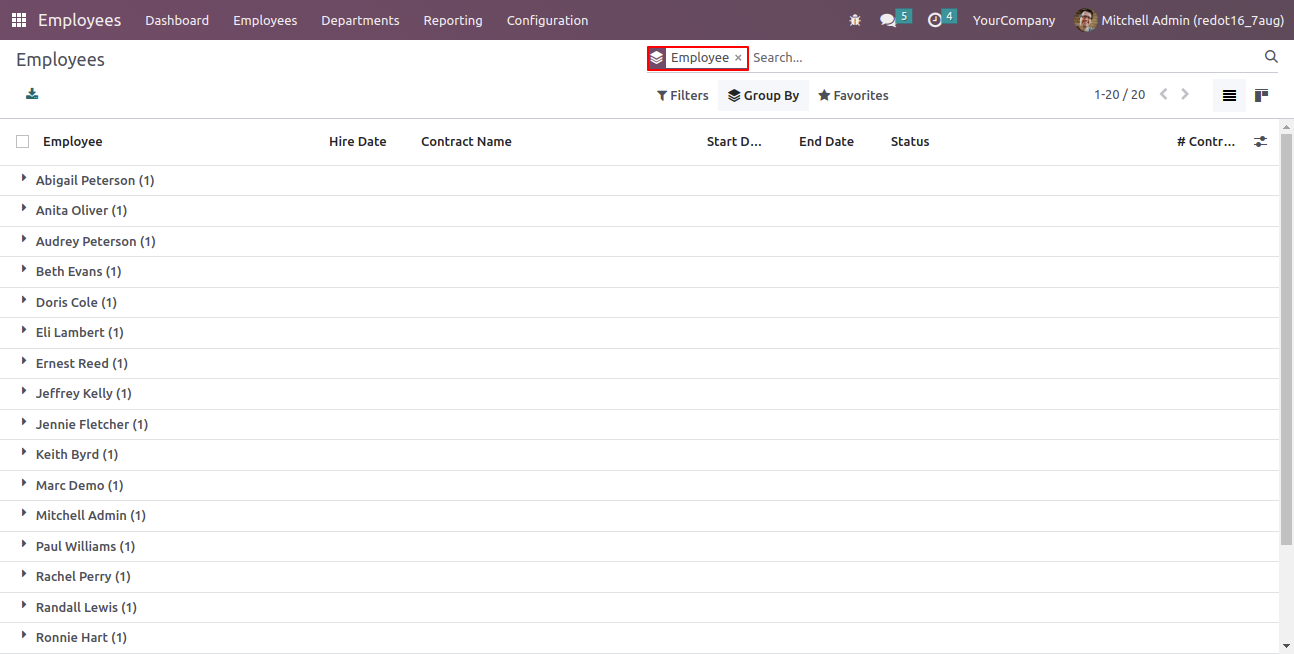 Employees Dashboard Employees Departments Reporting Configuration 5 4 YourCompany Mitchell Admin (redot16_7aug)
Employees Employee × Search...
Filters Group By Favorites 1-20 / 20
Employee Hire Date Contract Name Start D... End Date Status # Contr...
Abigail Peterson (1)
Anita Oliver (1)
Audrey Peterson (1)
Beth Evans (1)
Doris Cole (1)
Eli Lambert (1)
Ernest Reed (1)
Jeffrey Kelly (1)
Jennie Fletcher (1)
Keith Byrd (1)
Marc Demo (1)
Mitchell Admin (1)
Paul Williams (1)
Rachel Perry (1)
Randall Lewis (1)
Ronnie Hart (1)